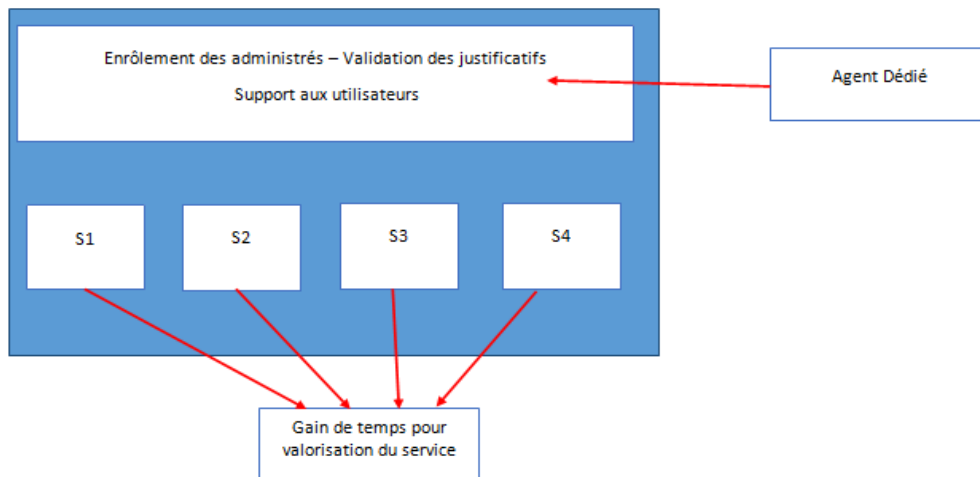 Enrôlement des administrés – Validation des justificatifs
Support aux utilisateurs
Agent Dédié
S1
S2
S3
S4
Gain de temps pour
valorisation du service